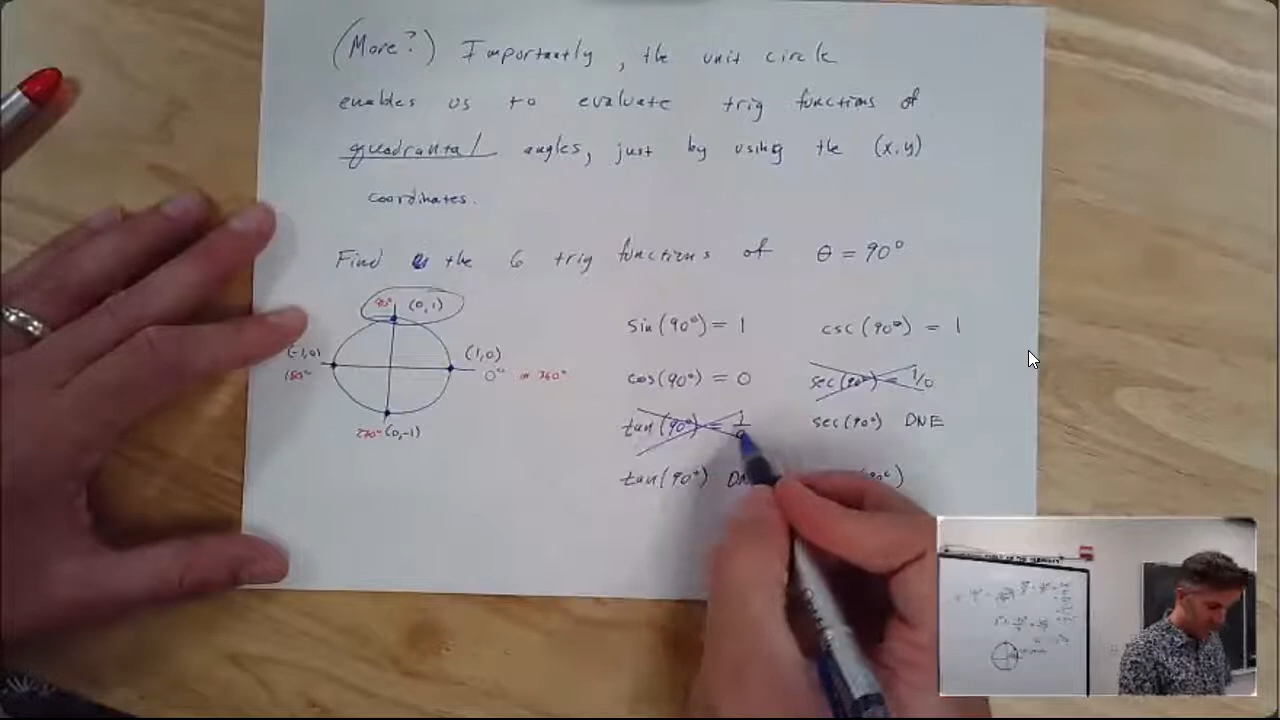 (More?) Importantly, the unit circle
enables us to evaluate trig functions of
quadrantal angles, just by using the (x,y)
coordinates.
Find the 6 trig functions of θ = 90°
90° (0,1)
(-1,0)
180°
(1,0)
0° or 360°
270° (0,-1)
sin(90°) = 1
csc(90°) = 1
cos(90°) = 0
sec(90°) = 1/0
tan(90°) = 1/0
sec(90°) DNE
tan(90°)